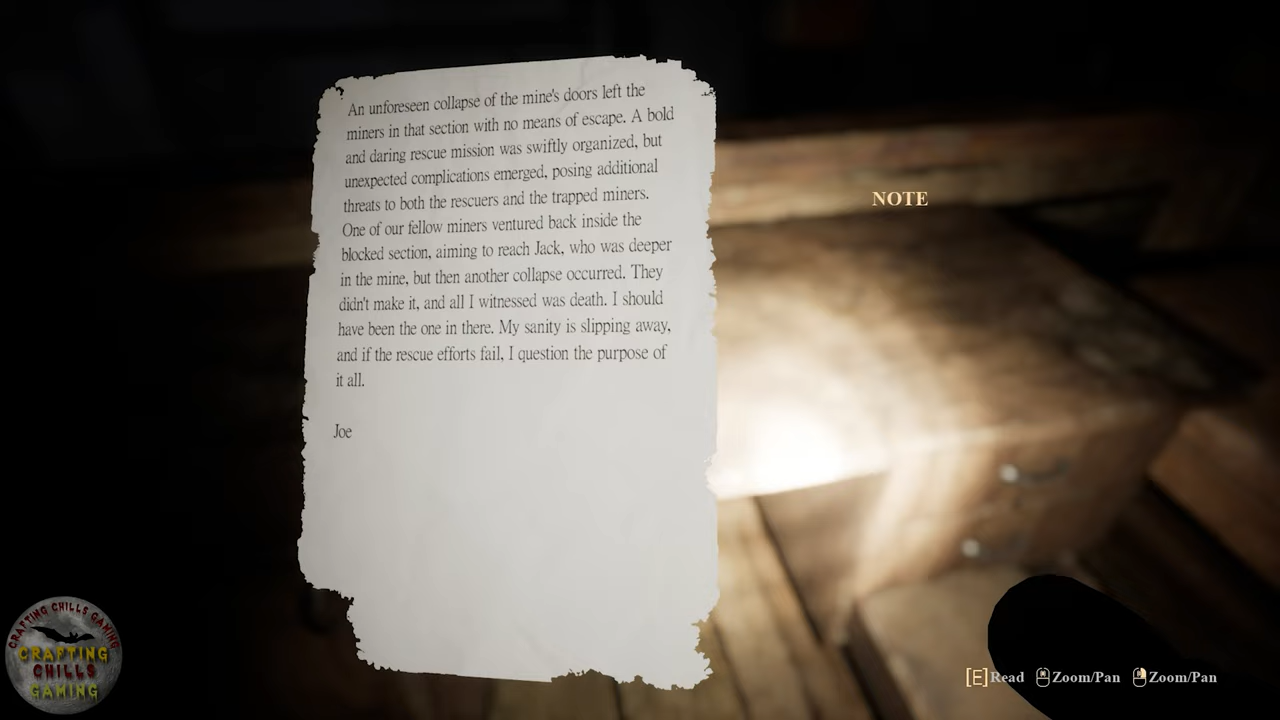 An unforeseen collapse of the mine's doors left the
miners in that section with no means of escape. A bold
and daring rescue mission was swiftly organized, but
unexpected complications emerged, posing additional
threats to both the rescuers and the trapped miners.
One of our fellow miners ventured back inside the
blocked section, aiming to reach Jack, who was deeper
in the mine, but then another collapse occurred. They
didn't make it, and all I witnessed was death. I should
have been the one in there. My sanity is slipping away,
and if the rescue efforts fail, I question the purpose of
it all.
Joe
NOTE
CRAFTING CHILLS GAMING
CRAFTING
CHILLS
GAMING
[E]Read Zoom/Pan Zoom/Pan